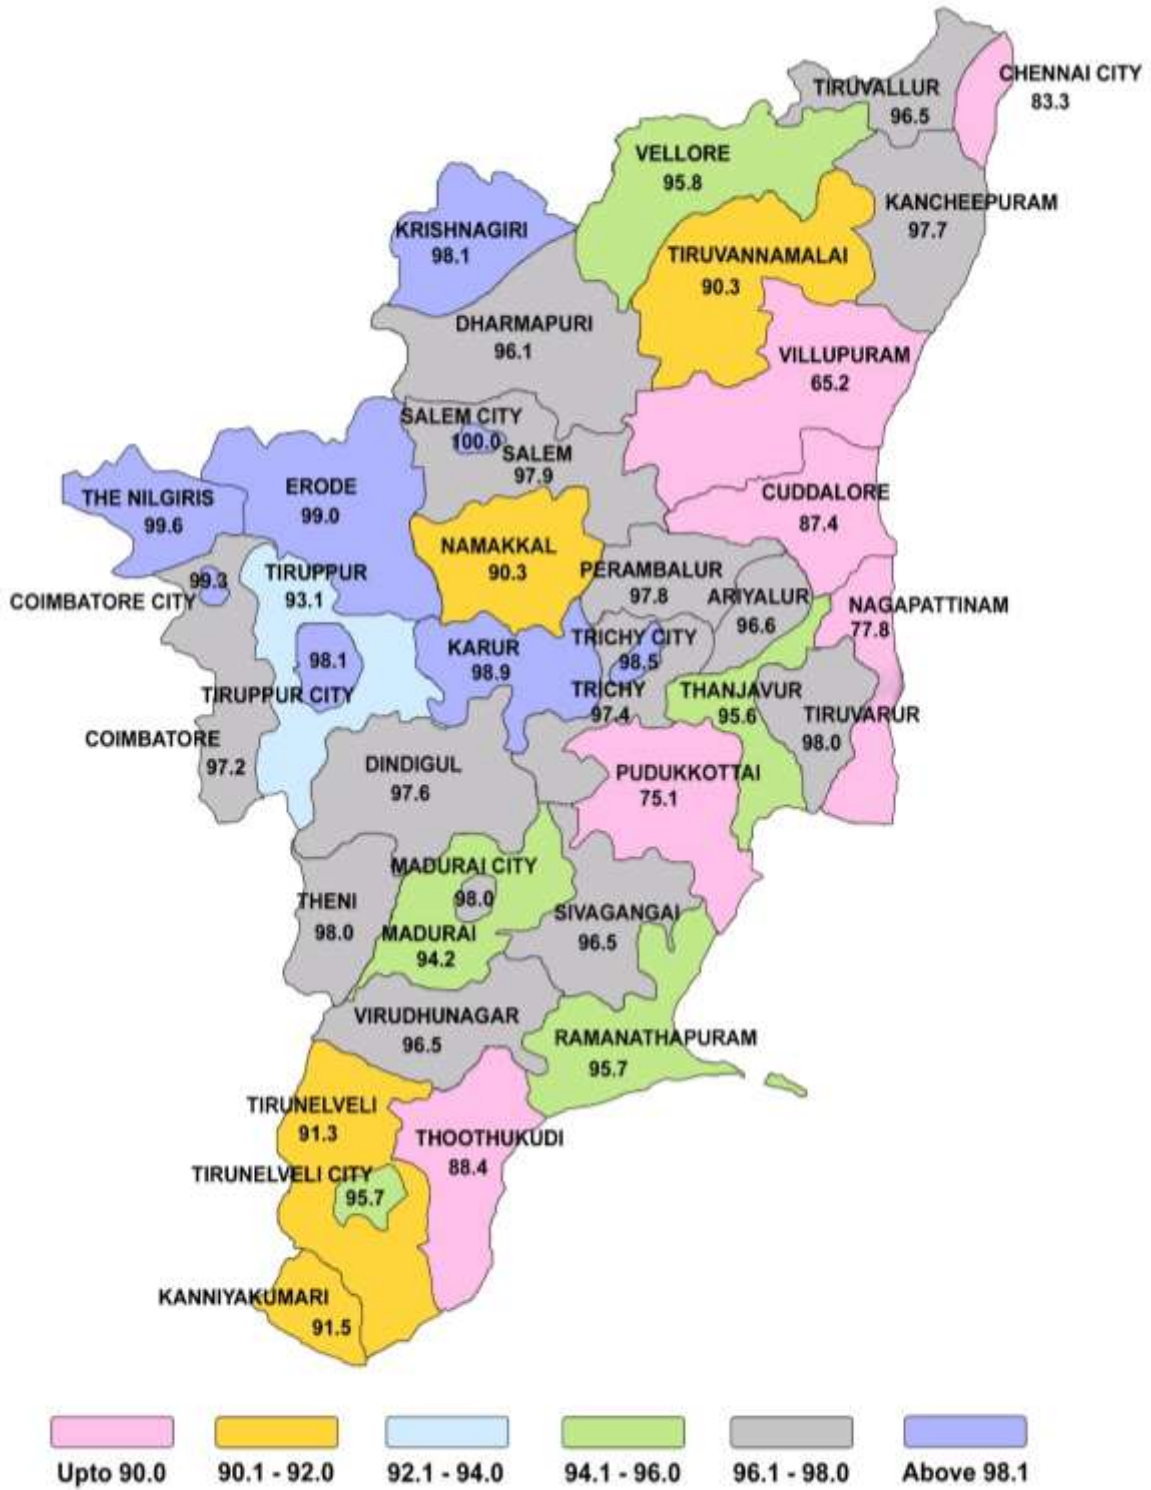 CHENNAI CITY
83.3
TIRUVALLUR
96.5
VELLORE
95.8
KANCHEEPURAM
97.7
KRISHNAGIRI
98.1
TIRUVANNAMALAI
90.3
DHARMAPURI
96.1
VILLUPURAM
65.2
SALEM CITY
100.0
SALEM
97.9
THE NILGIRIS
99.6
ERODE
99.0
CUDDALORE
87.4
NAMAKKAL
90.3
99.3
COIMBATORE CITY
TIRUPPUR
93.1
PERAMBALUR
97.8
ARIYALUR
96.6
NAGAPATTINAM
77.8
KARUR
98.9
TRICHY CITY
98.5
98.1
TIRUPPUR CITY
TRICHY
97.4
THANJAVUR
95.6
TIRUVARUR
98.0
COIMBATORE
97.2
DINDIGUL
97.6
PUDUKKOTTAI
75.1
MADURAI CITY
98.0
THENI
98.0
MADURAI
94.2
SIVAGANGAI
96.5
VIRUDHUNAGAR
96.5
RAMANATHAPURAM
95.7
TIRUNELVELI
91.3
THOOTHUKUDI
88.4
TIRUNELVELI CITY
95.7
KANNIYAKUMARI
91.5
Upto 90.0
90.1 - 92.0
92.1 - 94.0
94.1 - 96.0
96.1 - 98.0
Above 98.1